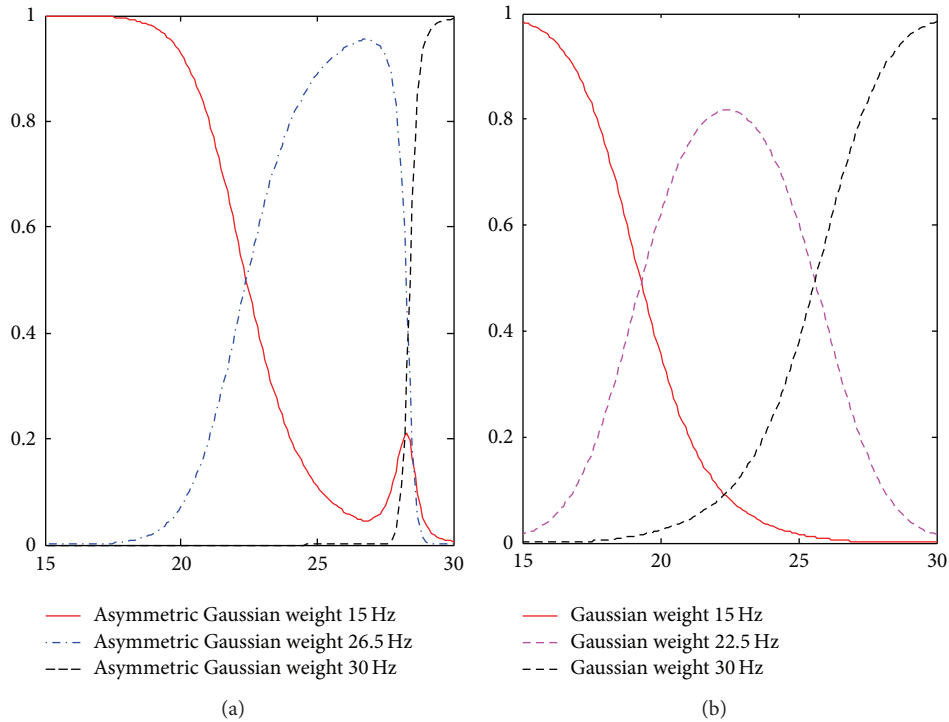 1
0.8
0.6
0.4
0.2
0
15
20
25
30
Asymmetric Gaussian weight 15 Hz
Asymmetric Gaussian weight 26.5 Hz
Asymmetric Gaussian weight 30 Hz
(a)
1
0.8
0.6
0.4
0.2
0
15
20
25
30
Gaussian weight 15 Hz
Gaussian weight 22.5 Hz
Gaussian weight 30 Hz
(b)